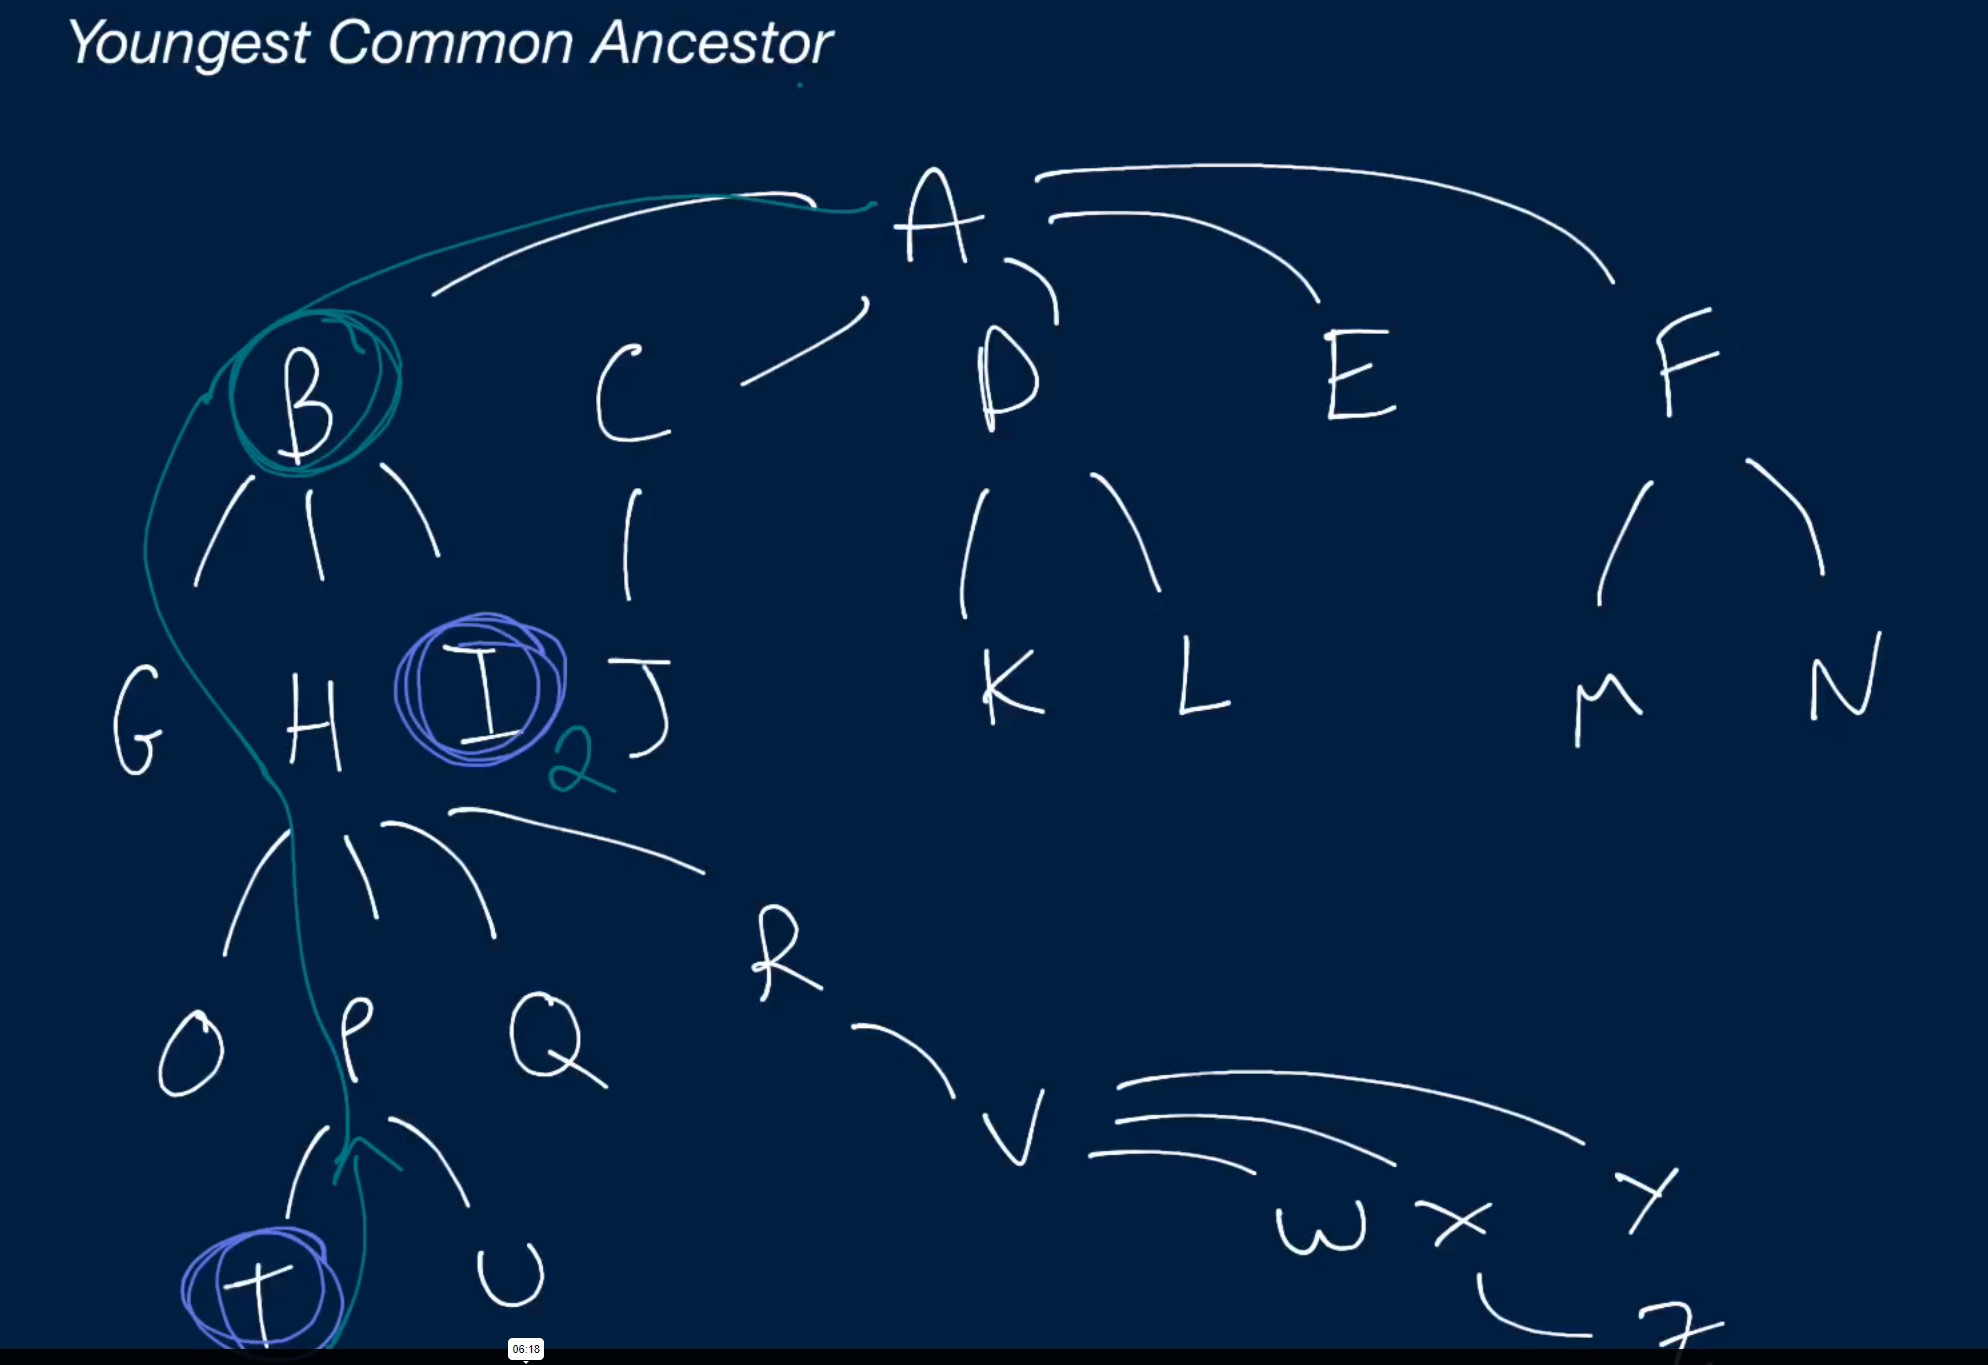 Youngest Common Ancestor
A
B C D E F
G H I J K L M N
2
R
O P Q
V
W X Y
T U Z
06:18